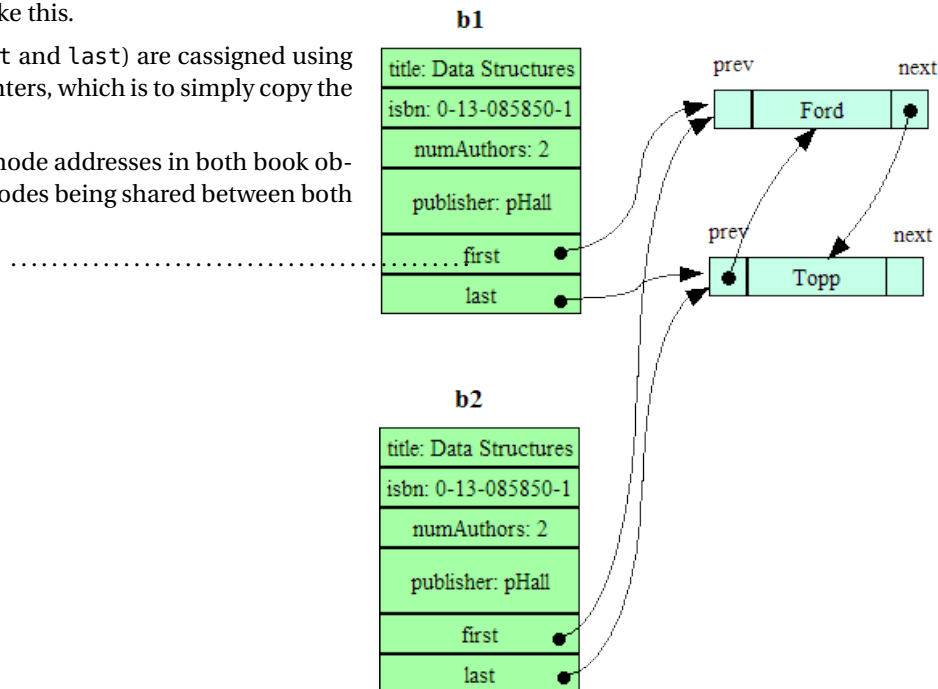 ke this.
t and last) are cassigned using
nters, which is to simply copy the
node addresses in both book ob-
odes being shared between both
b1
title: Data Structures
isbn: 0-13-085850-1
numAuthors: 2
publisher: pHall
first
last
prev
next
Ford
prev
next
Topp
b2
title: Data Structures
isbn: 0-13-085850-1
numAuthors: 2
publisher: pHall
first
last